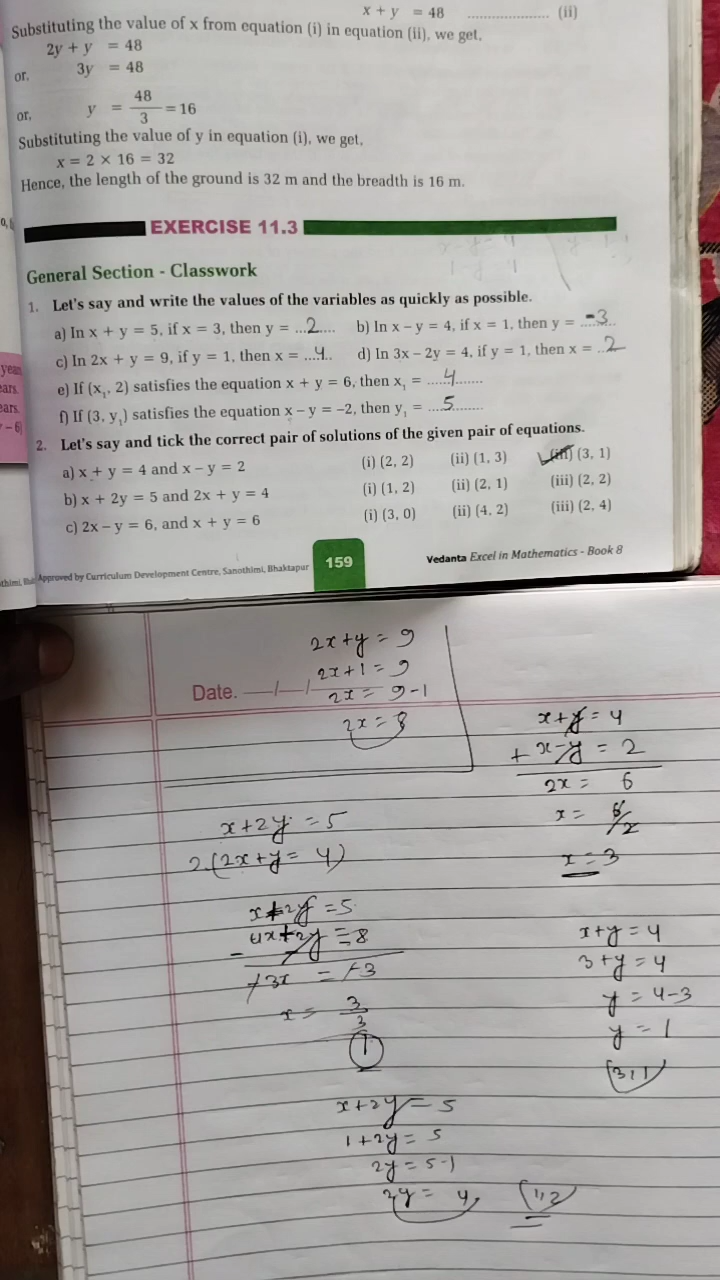 x + y = 48 .................... (ii)
Substituting the value of x from equation (i) in equation (ii), we get,
2y + y = 48
or, 3y = 48
or, y = 48/3 = 16
Substituting the value of y in equation (i), we get,
x = 2 × 16 = 32
Hence, the length of the ground is 32 m and the breadth is 16 m.
EXERCISE 11.3
General Section - Classwork
1. Let's say and write the values of the variables as quickly as possible.
a) In x + y = 5, if x = 3, then y = ...2.... b) In x – y = 4, if x = 1, then y = ..-3..
c) In 2x + y = 9, if y = 1, then x = ....4.. d) In 3x – 2y = 4, if y = 1, then x = ..2
e) If (x₁, 2) satisfies the equation x + y = 6, then x₁ = .....4.......
f) If (3, y₁) satisfies the equation x – y = –2, then y₁ = ....5........
2. Let's say and tick the correct pair of solutions of the given pair of equations.
a) x + y = 4 and x – y = 2 (i) (2, 2) (ii) (1, 3) (iii) (3, 1)
b) x + 2y = 5 and 2x + y = 4 (i) (1, 2) (ii) (2, 1) (iii) (2, 2)
c) 2x – y = 6, and x + y = 6 (i) (3, 0) (ii) (4, 2) (iii) (2, 4)
Approved by Curriculum Development Centre, Sanothimi, Bhaktapur 159 Vedanta Excel in Mathematics - Book 8
year
ears
ears.
– 6)
2x+y = 9
2x+1 = 9
Date. —/—/
2x = 9-1
2x = 8
x+y = 4
+ x-y = 2
2x = 6
x = 6/2
x = 3
x+2y = 5
2(2x+y = 4)
x+2y = 5
4x+2y = 8
-3x = -3
x = 3/3
1
x+y = 4
3+y = 4
y = 4-3
y = 1
(3,1)
x+2y = 5
1+2y = 5
2y = 5-1
2y = 4
(1,2)